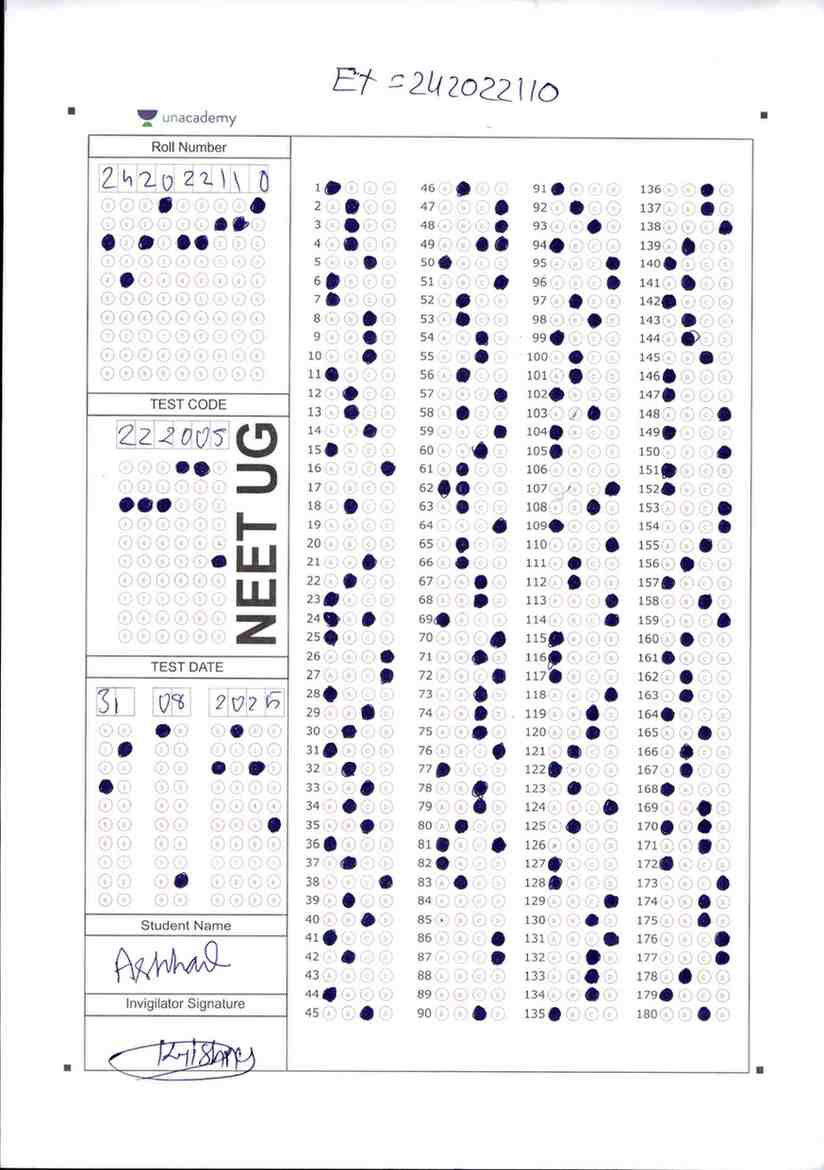 Ex =242022110
unacademy
Roll Number
242022110
TEST CODE
222005
NEET UG
TEST DATE
31 08 2025
Student Name
Invigilator Signature
1 46 91 136
2 47 92 137
3 48 93 138
4 49 94 139
5 50 95 140
6 51 96 141
7 52 97 142
8 53 98 143
9 54 99 144
10 55 100 145
11 56 101 146
12 57 102 147
13 58 103 148
14 59 104 149
15 60 105 150
16 61 106 151
17 62 107 152
18 63 108 153
19 64 109 154
20 65 110 155
21 66 111 156
22 67 112 157
23 68 113 158
24 69 114 159
25 70 115 160
26 71 116 161
27 72 117 162
28 73 118 163
29 74 119 164
30 75 120 165
31 76 121 166
32 77 122 167
33 78 123 168
34 79 124 169
35 80 125 170
36 81 126 171
37 82 127 172
38 83 128 173
39 84 129 174
40 85 130 175
41 86 131 176
42 87 132 177
43 88 133 178
44 89 134 179
45 90 135 180